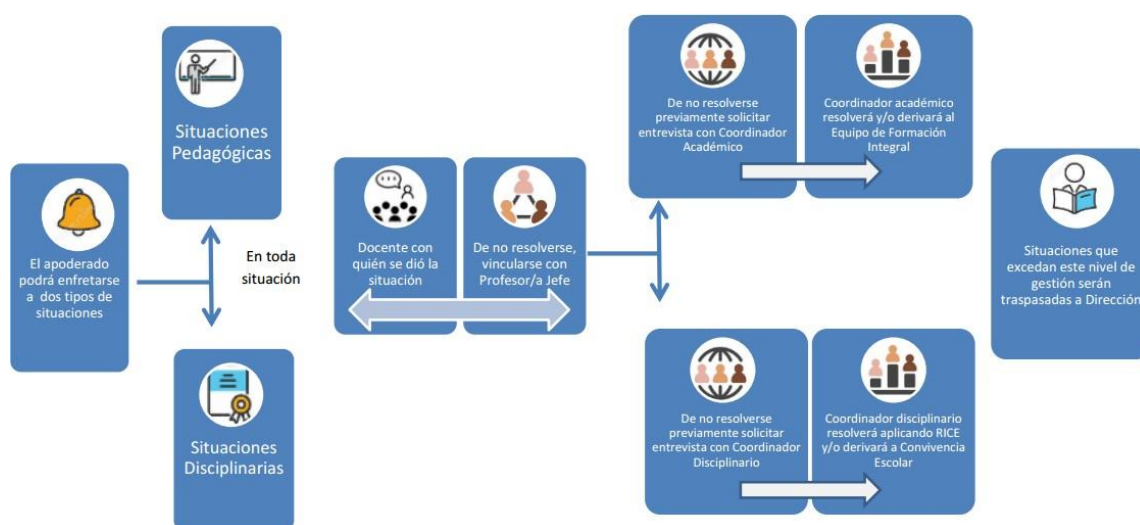 El apoderado
podrá enfretarse
a dos tipos de
situaciones
Situaciones
Pedagógicas
Situaciones
Disciplinarias
En toda
situación
Docente con
quién se dió la
situación
De no resolverse,
vincularse con
Profesor/a Jefe
De no resolverse
previamente solicitar
entrevista con Coordinador
Académico
Coordinador académico
resolverá y/o derivará al
Equipo de Formación
Integral
De no resolverse
previamente solicitar
entrevista con Coordinador
Disciplinario
Coordinador disciplinario
resolverá aplicando RICE
y/o derivará a Convivencia
Escolar
Situaciones que
excedan este nivel de
gestión serán
traspasadas a Dirección